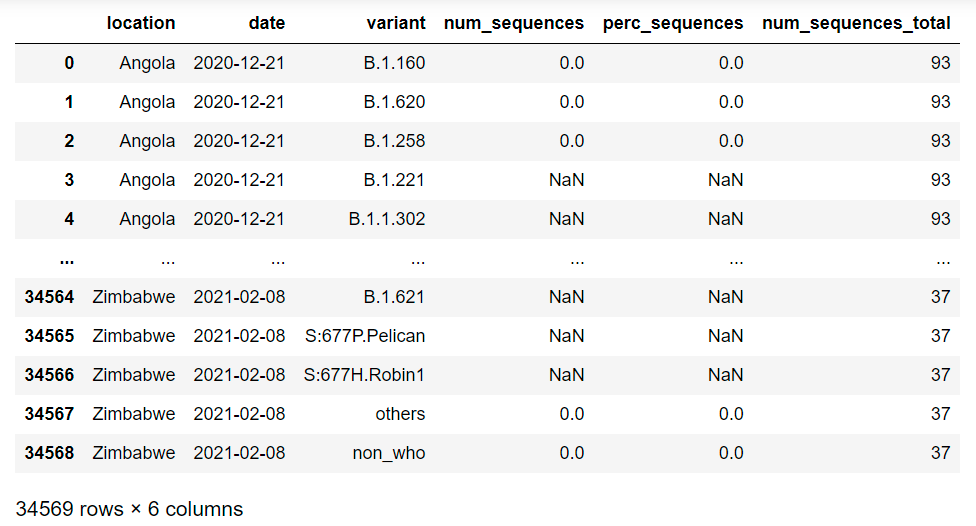 location date variant num_sequences perc_sequences num_sequences_total
0 Angola 2020-12-21 B.1.160 0.0 0.0 93
1 Angola 2020-12-21 B.1.620 0.0 0.0 93
2 Angola 2020-12-21 B.1.258 0.0 0.0 93
3 Angola 2020-12-21 B.1.221 NaN NaN 93
4 Angola 2020-12-21 B.1.1.302 NaN NaN 93
... ... ... ... ... ... ...
34564 Zimbabwe 2021-02-08 B.1.621 NaN NaN 37
34565 Zimbabwe 2021-02-08 S:677P.Pelican NaN NaN 37
34566 Zimbabwe 2021-02-08 S:677H.Robin1 NaN NaN 37
34567 Zimbabwe 2021-02-08 others 0.0 0.0 37
34568 Zimbabwe 2021-02-08 non_who 0.0 0.0 37
34569 rows × 6 columns